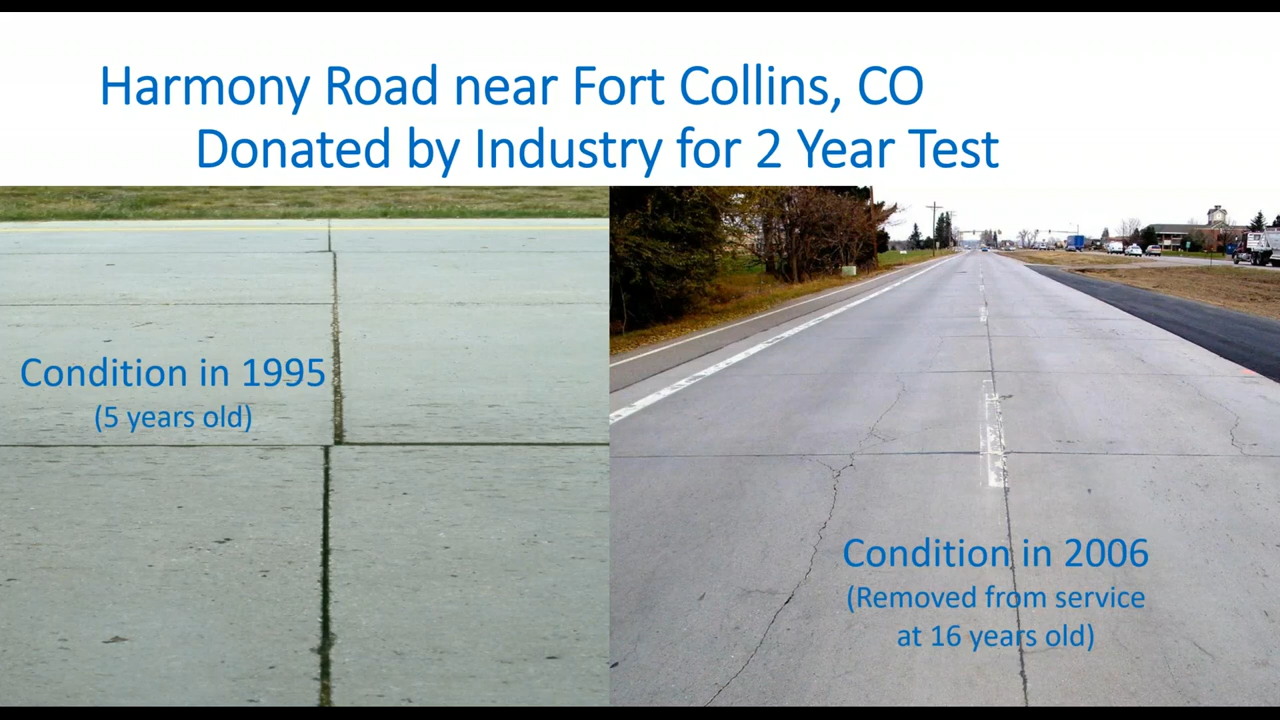 Harmony Road near Fort Collins, CO
Donated by Industry for 2 Year Test
Condition in 1995
(5 years old)
Condition in 2006
(Removed from service
at 16 years old)